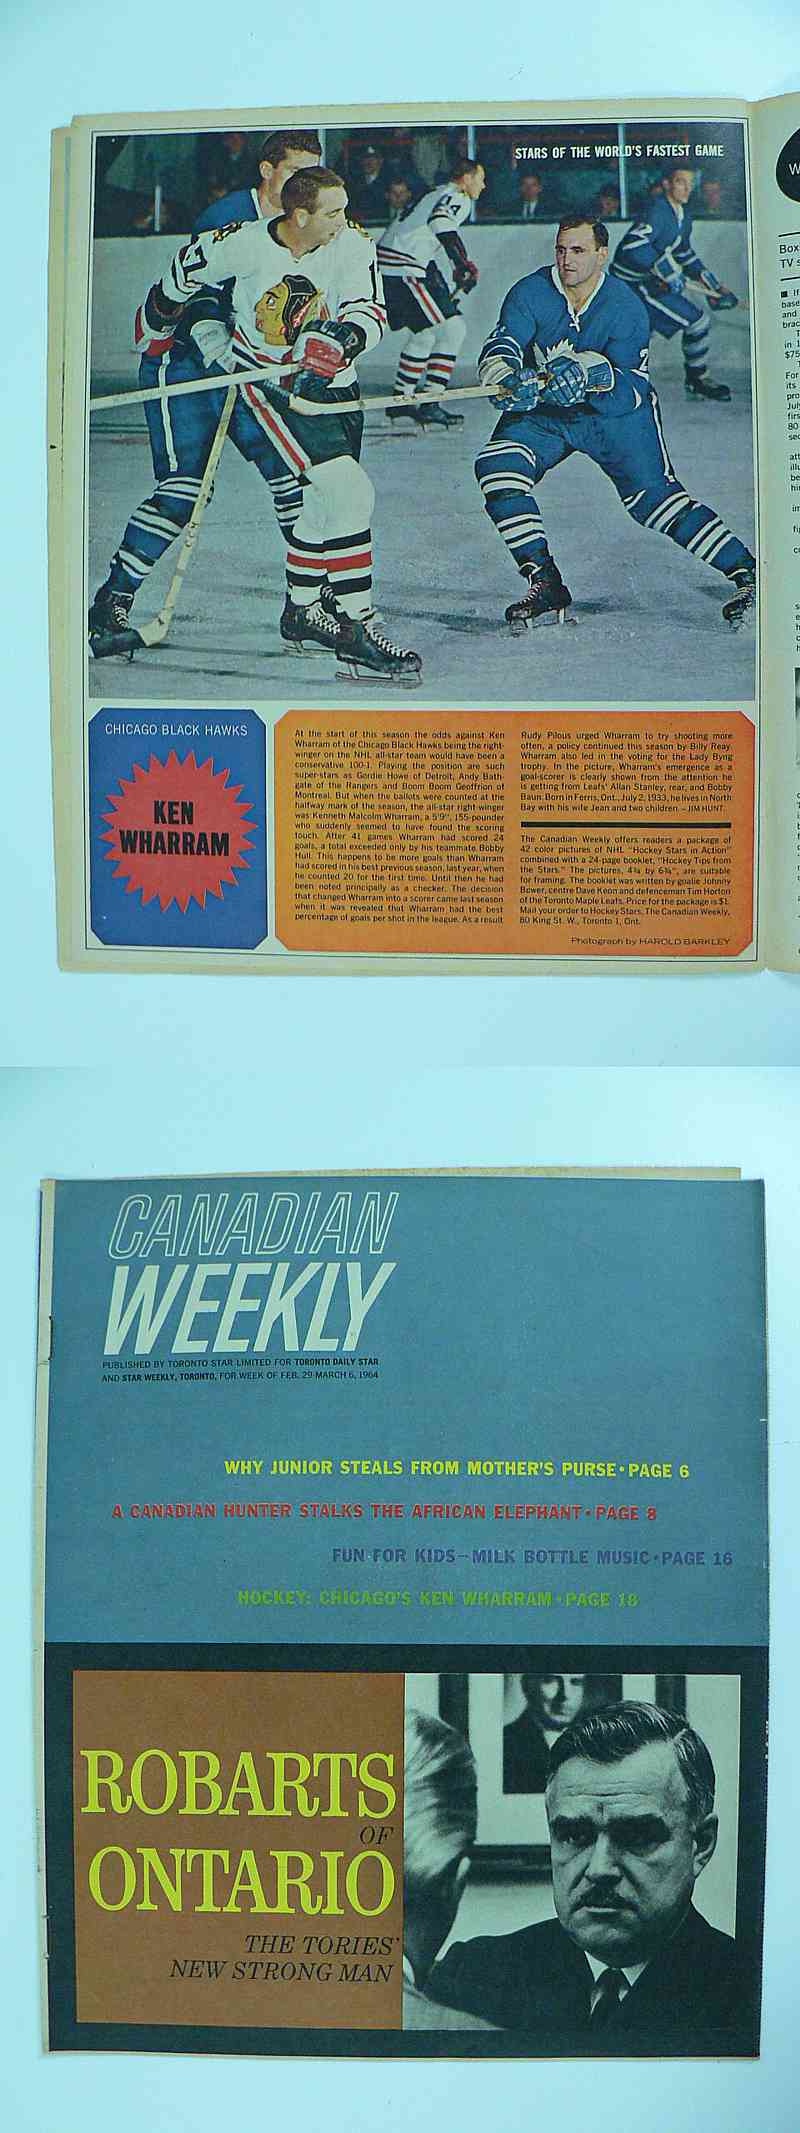 STARS OF THE WORLD'S FASTEST GAME
17
14
7
2
CHICAGO BLACK HAWKS
KEN
WHARRAM
At the start of this season the odds against Ken
Wharram of the Chicago Black Hawks being the right-
winger on the NHL all-star team would have been a
conservative 100-1. Playing the position are such
super-stars as Gordie Howe of Detroit, Andy Bath-
gate of the Rangers and Boom Boom Geoffrion of
Montreal. But when the ballots were counted at the
halfway mark of the season, the all-star right-winger
was Kenneth Malcolm Wharram, a 5'9", 155-pounder
who suddenly seemed to have found the scoring
touch. After 41 games Wharram had scored 24
goals, a total exceeded only by his teammate Bobby
Hull. This happens to be more goals than Wharram
had scored in his best previous season, last year, when
he counted 20 for the first time. Until then he had
been noted principally as a checker. The decision
that changed Wharram into a scorer came last season
when it was revealed that Wharram had the best
percentage of goals per shot in the league. As a result
Rudy Pilous urged Wharram to try shooting more
often, a policy continued this season by Billy Reay.
Wharram also led in the voting for the Lady Byng
trophy. In the picture, Wharram's emergence as a
goal-scorer is clearly shown from the attention he
is getting from Leafs' Allan Stanley, rear, and Bobby
Baun. Born in Ferris, Ont., July 2, 1933, he lives in North
Bay with his wife Jean and two children. – JIM HUNT.
The Canadian Weekly offers readers a package of
42 color pictures of NHL "Hockey Stars in Action"
combined with a 24-page booklet, "Hockey Tips from
the Stars." The pictures, 4¾ by 6¾", are suitable
for framing. The booklet was written by goalie Johnny
Bower, centre Dave Keon and defenceman Tim Horton
of the Toronto Maple Leafs. Price for the package is $1.
Mail your order to Hockey Stars, The Canadian Weekly,
80 King St. W., Toronto 1, Ont.
Photograph by HAROLD BARKLEY
W
Box
TV s
CANADIAN
WEEKLY
PUBLISHED BY TORONTO STAR LIMITED FOR TORONTO DAILY STAR
AND STAR WEEKLY, TORONTO, FOR WEEK OF FEB. 29-MARCH 6, 1964
WHY JUNIOR STEALS FROM MOTHER'S PURSE•PAGE 6
A CANADIAN HUNTER STALKS THE AFRICAN ELEPHANT•PAGE 8
FUN FOR KIDS—MILK BOTTLE MUSIC•PAGE 16
HOCKEY: CHICAGO'S KEN WHARRAM•PAGE 18
ROBARTS
OF
ONTARIO
THE TORIES'
NEW STRONG MAN